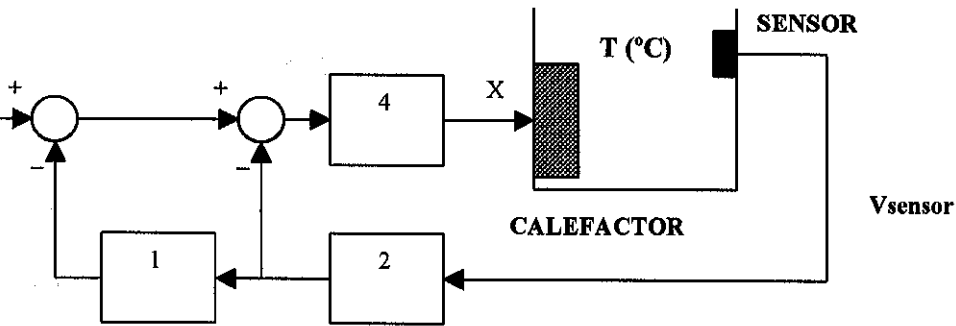 SENSOR
T (ºC)
+
+
4
X
−
−
Vsensor
CALEFACTOR
1
2